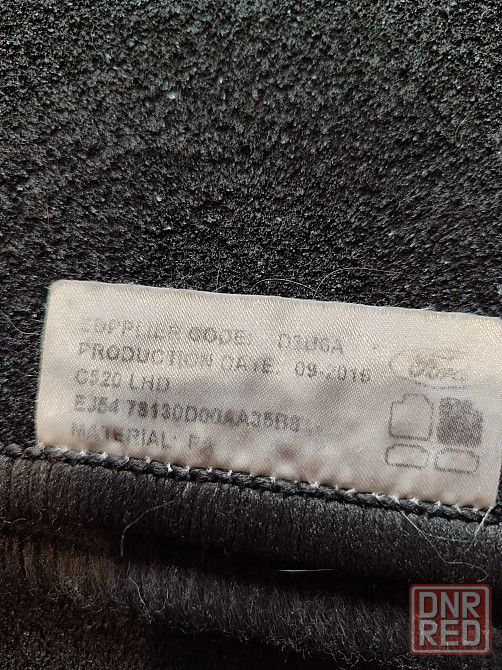 SUPPLIER CODE: D3U6A
PRODUCTION DATE: 09-2016
Ford
C520 LHD
EJ54 78130D00AA35B8
MATERIAL: PA
DNR
RED